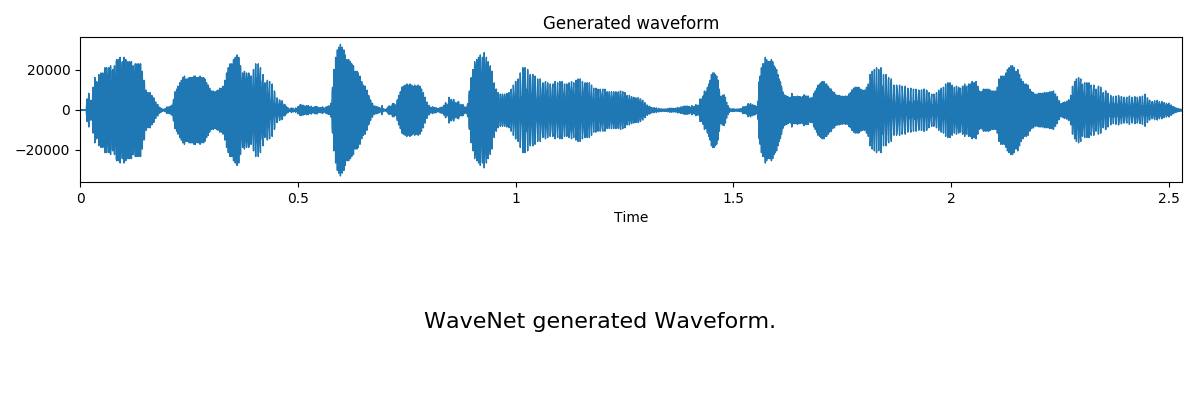 Generated waveform
20000
0
−20000
0 0.5 1 1.5 2 2.5
Time
WaveNet generated Waveform.